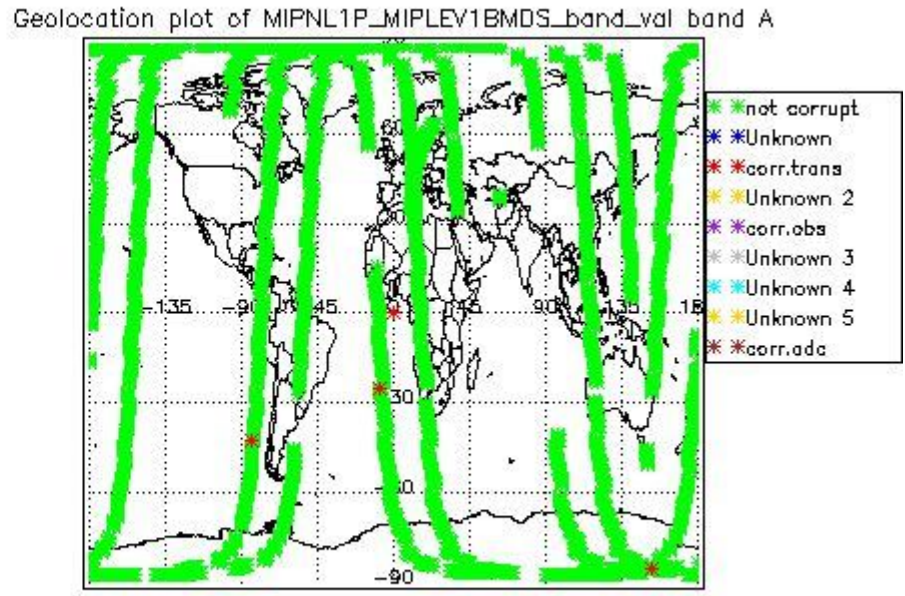 Geolocation plot of MIPNL1P_MIPLEV1BMDS_band_val band A
not corrupt
Unknown
corr.trans
Unknown 2
corr.obs
Unknown 3
Unknown 4
Unknown 5
corr.adc
60
-135 -90 45 90 135
30
-90